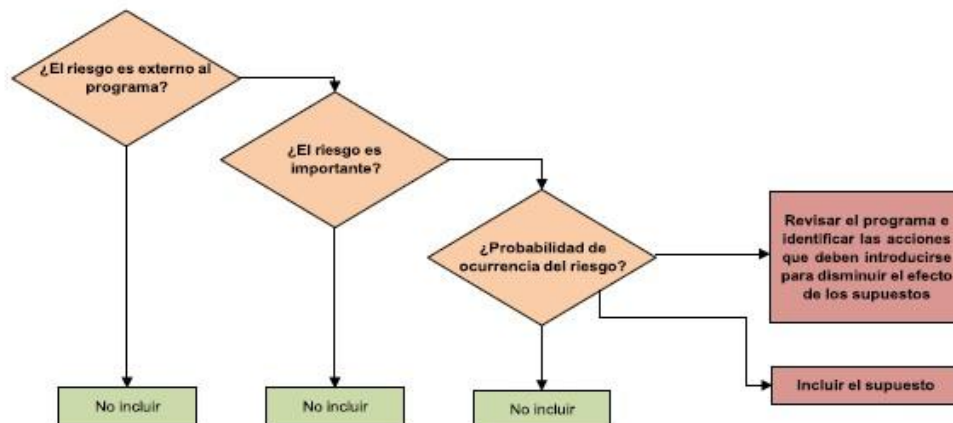 ¿El riesgo es externo al
programa?
¿El riesgo es
importante?
¿Probabilidad de
ocurrencia del riesgo?
Revisar el programa e
identificar las acciones
que deben introducirse
para disminuir el efecto
de los supuestos
Incluir el supuesto
No incluir
No incluir
No incluir